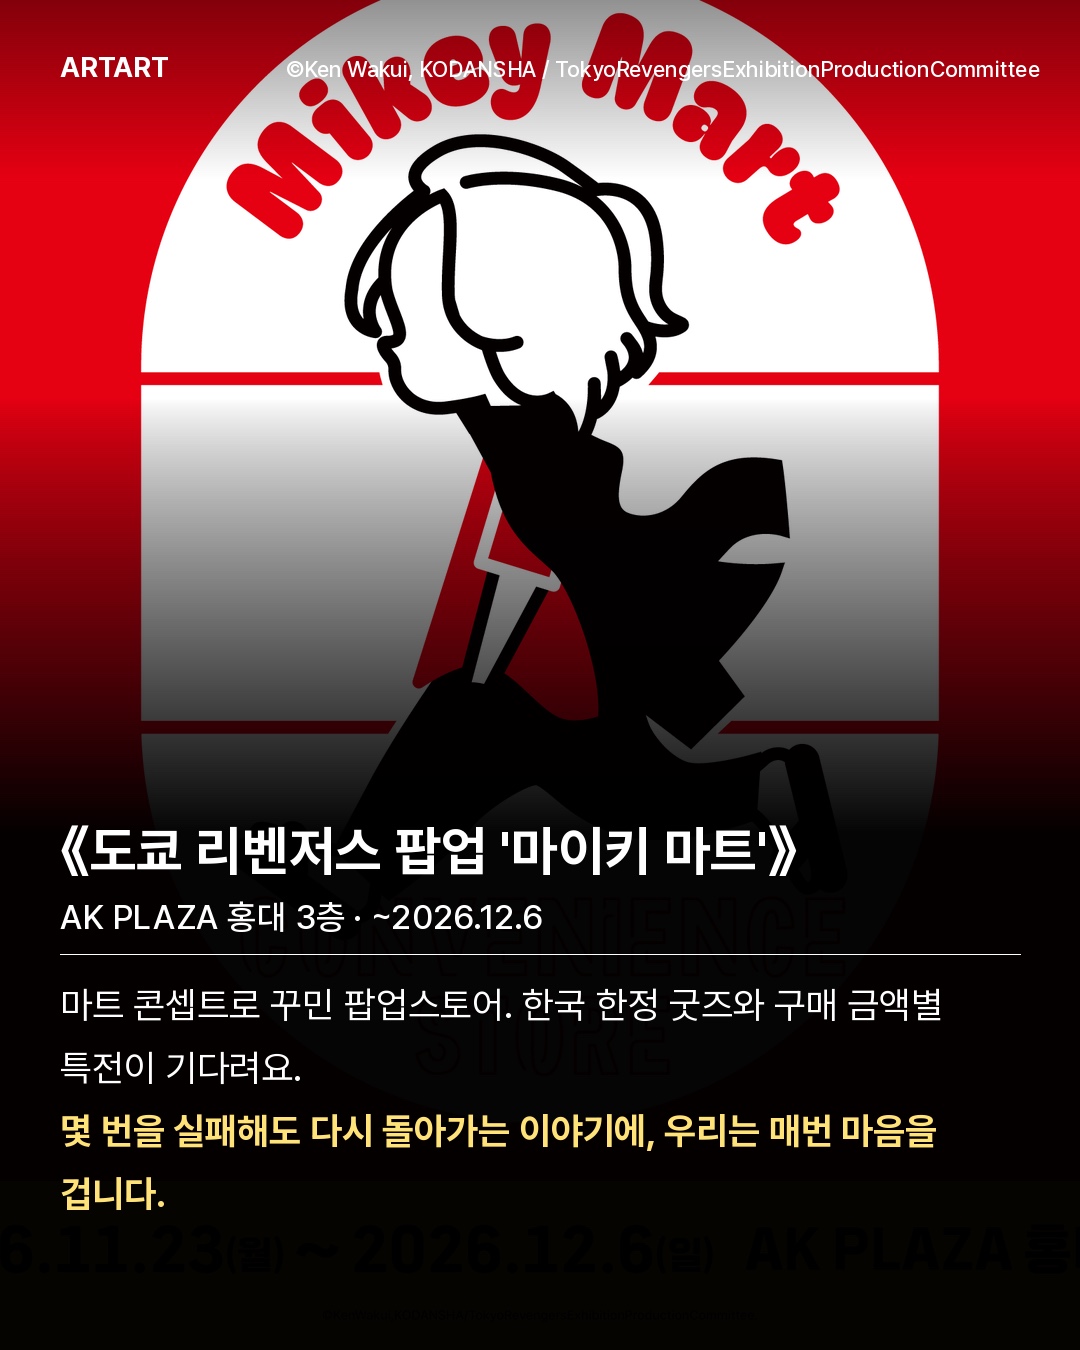 Mikey Mart
ARTART
©Ken Wakui, KODANSHA / TokyoRevengersExhibitionProductionCommittee
《도쿄 리벤저스 팝업 '마이키 마트'》
AK PLAZA 홍대 3층 · ~2026.12.6
CONVENiENCE
마트 콘셉트로 꾸민 팝업스토어. 한국 한정 굿즈와 구매 금액별
STORE
특전이 기다려요.
몇 번을 실패해도 다시 돌아가는 이야기에, 우리는 매번 마음을
겁니다.
6.11.23(월) ~ 2026.12.6(일) AK PLAZA 홍